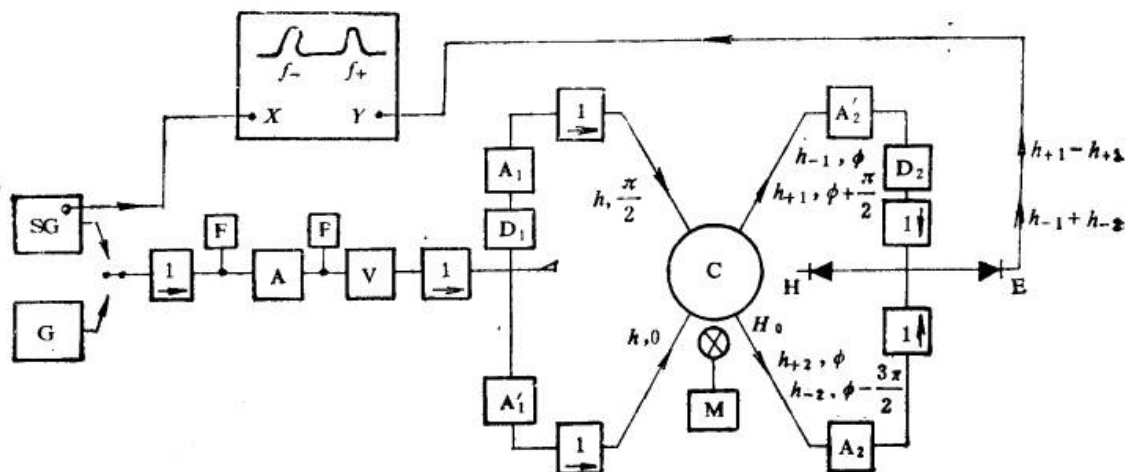 f₋ f₊
X Y
SG
G
1
F
A
F
V
1
A₁
D₁
A′₁
1
1
h, π/2
h,0
C
H₀
M
A′₂
h₋₁, ϕ
h₊₁, ϕ+π/2
D₂
1
H E
1
h₊₂, ϕ
h₋₂, ϕ−3π/2
A₂
h₊₁−h₊₂
h₋₁+h₋₂